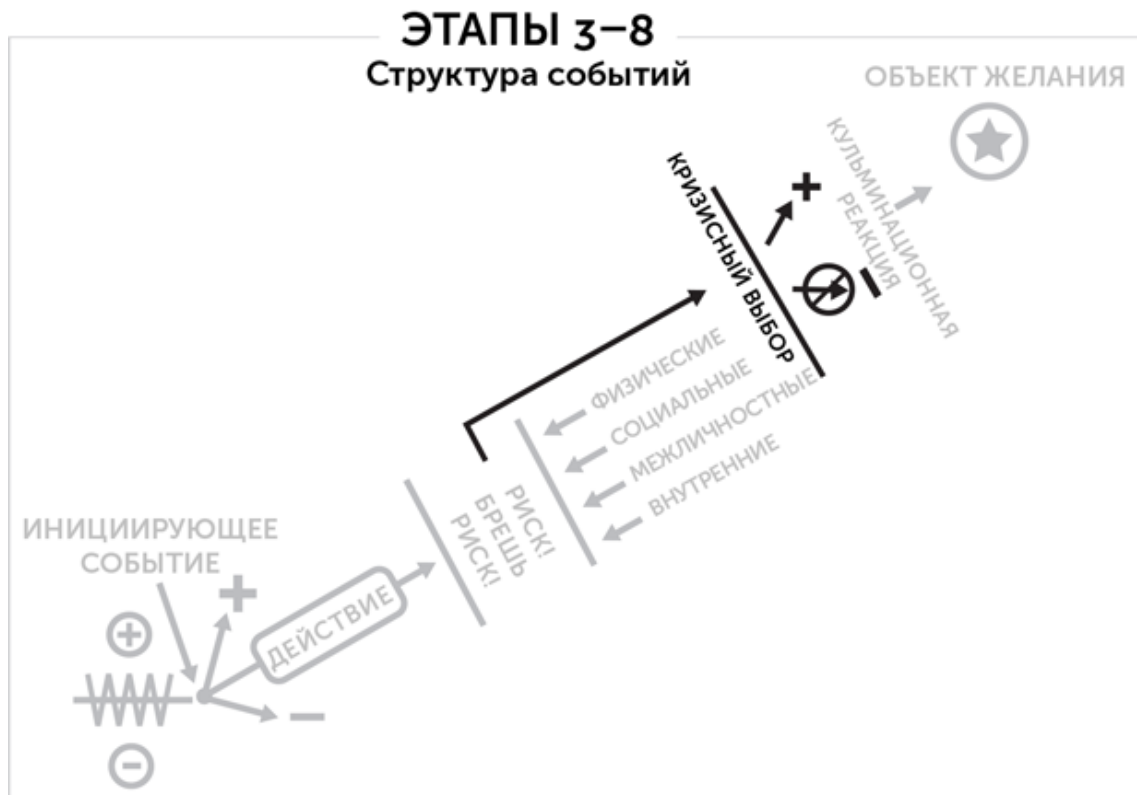 ЭТАПЫ 3–8
Структура событий
ОБЪЕКТ ЖЕЛАНИЯ
КУЛЬМИНАЦИОННАЯ
РЕАКЦИЯ
КРИЗИСНЫЙ ВЫБОР
ФИЗИЧЕСКИЕ
СОЦИАЛЬНЫЕ
МЕЖЛИЧНОСТНЫЕ
ВНУТРЕННИЕ
РИСК!
БРЕШЬ
РИСК!
ИНИЦИИРУЮЩЕЕ
СОБЫТИЕ
ДЕЙСТВИЕ